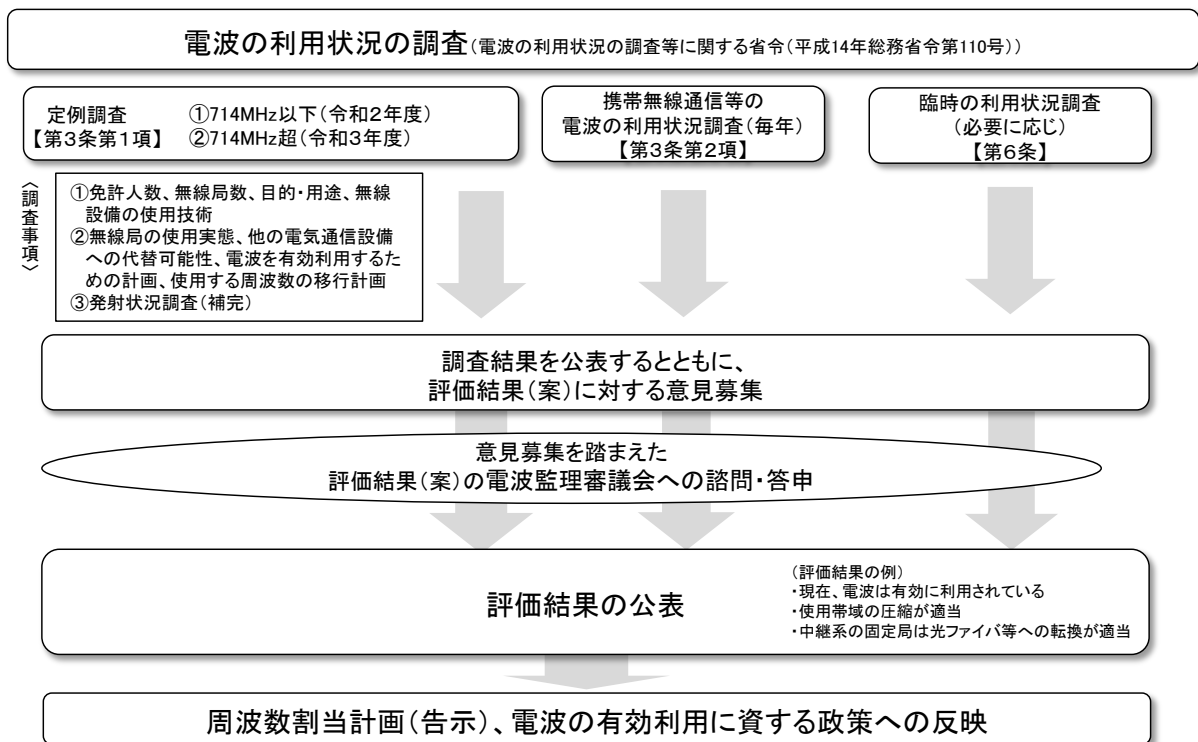 電波の利用状況の調査(電波の利用状況の調査等に関する省令(平成14年総務省令第110号))
定例調査 ①714MHz以下(令和2年度)
【第3条第1項】 ②714MHz超(令和3年度)
携帯無線通信等の
電波の利用状況調査(毎年)
【第3条第2項】
臨時の利用状況調査
(必要に応じ)
【第6条】
〈調査事項〉
①免許人数、無線局数、目的・用途、無線
設備の使用技術
②無線局の使用実態、他の電気通信設備
への代替可能性、電波を有効利用するた
めの計画、使用する周波数の移行計画
③発射状況調査(補完)
調査結果を公表するとともに、
評価結果(案)に対する意見募集
意見募集を踏まえた
評価結果(案)の電波監理審議会への諮問・答申
評価結果の公表
(評価結果の例)
・現在、電波は有効に利用されている
・使用帯域の圧縮が適当
・中継系の固定局は光ファイバ等への転換が適当
周波数割当計画(告示)、電波の有効利用に資する政策への反映